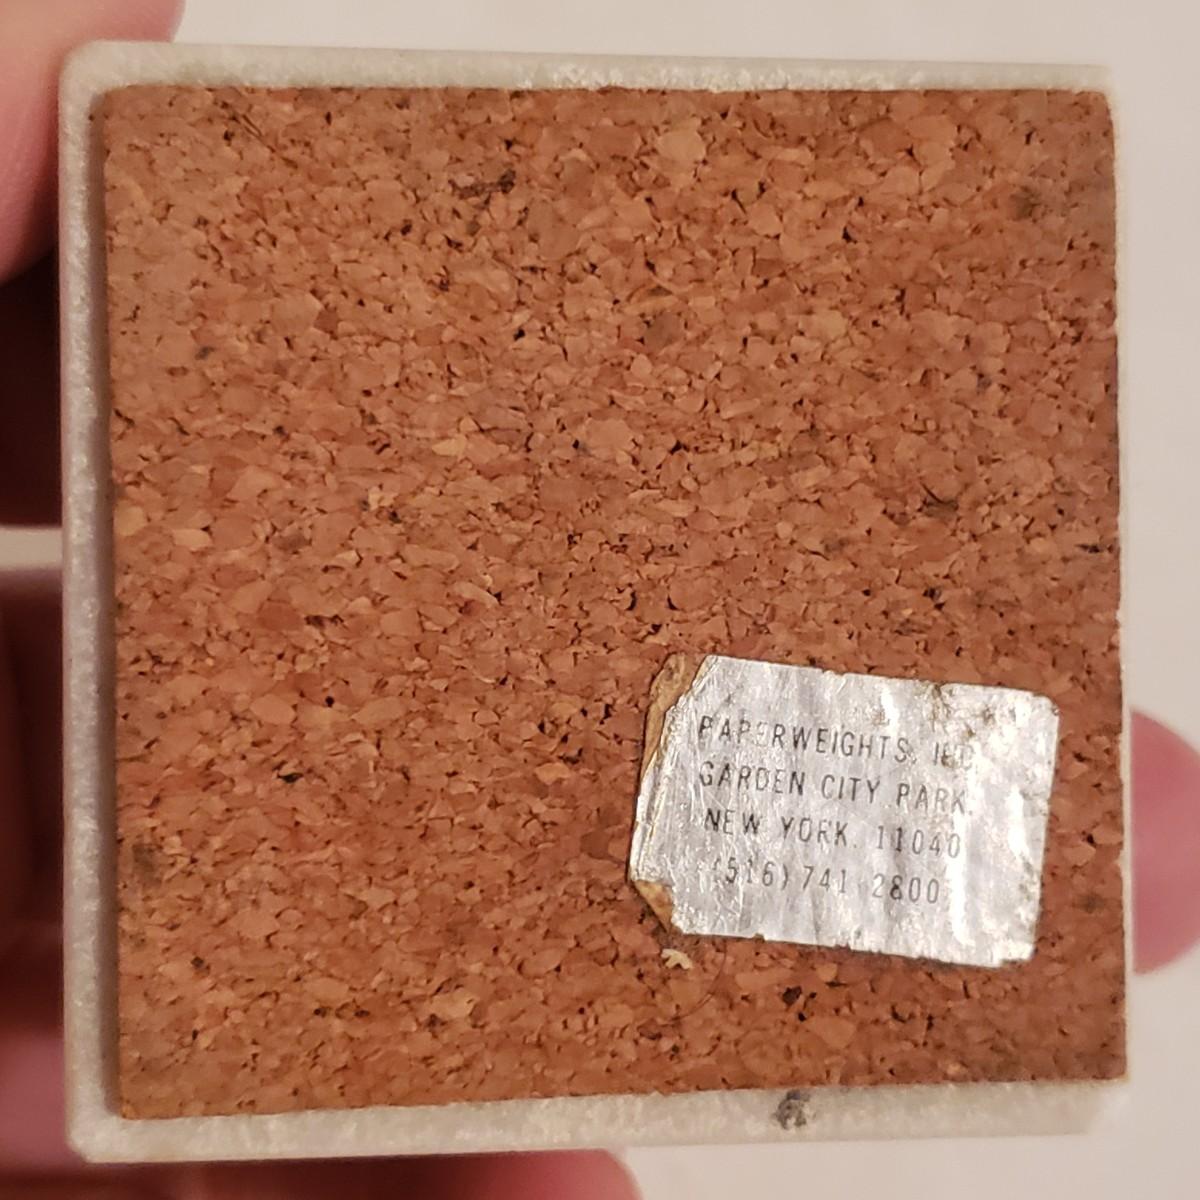 PAPERWEIGHTS, INC
GARDEN CITY PARK
NEW YORK. 11040
(516) 741 2800